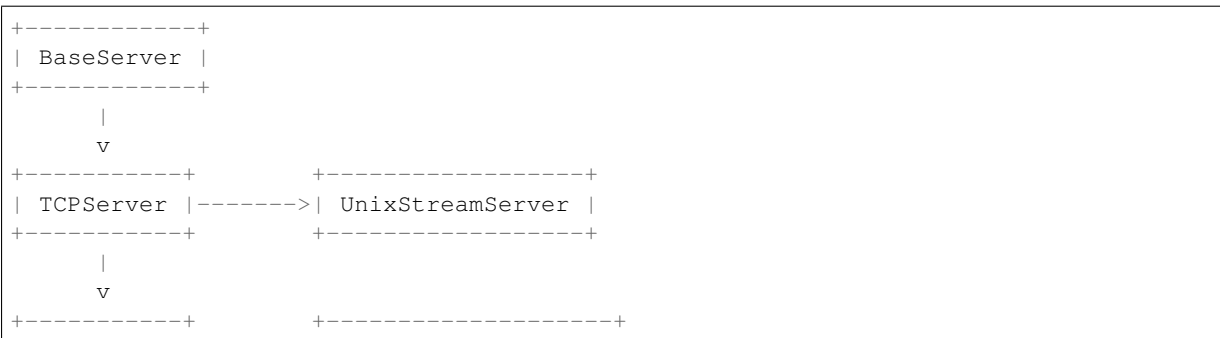 +------------+
| BaseServer |
+------------+
      |
      v
+-----------+        +------------------+
| TCPServer |------->| UnixStreamServer |
+-----------+        +------------------+
      |
      v
+-----------+        +--------------------+